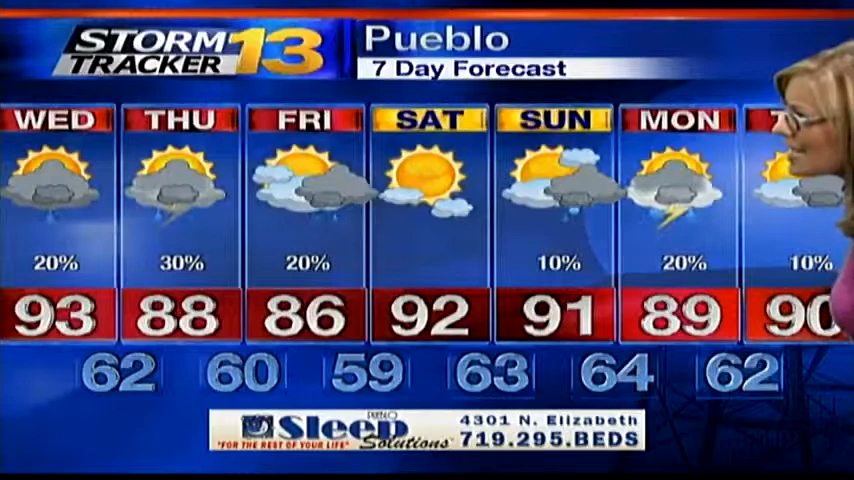 STORM 13
TRACKER
Pueblo
7 Day Forecast
WED THU FRI SAT SUN MON T
20% 30% 20% 10% 20% 10%
93 88 86 92 91 89 90
62 60 59 63 64 62
PUEBLO
Sleep
Solutions
"FOR THE REST OF YOUR LIFE"
4301 N. Elizabeth
719.295.BEDS